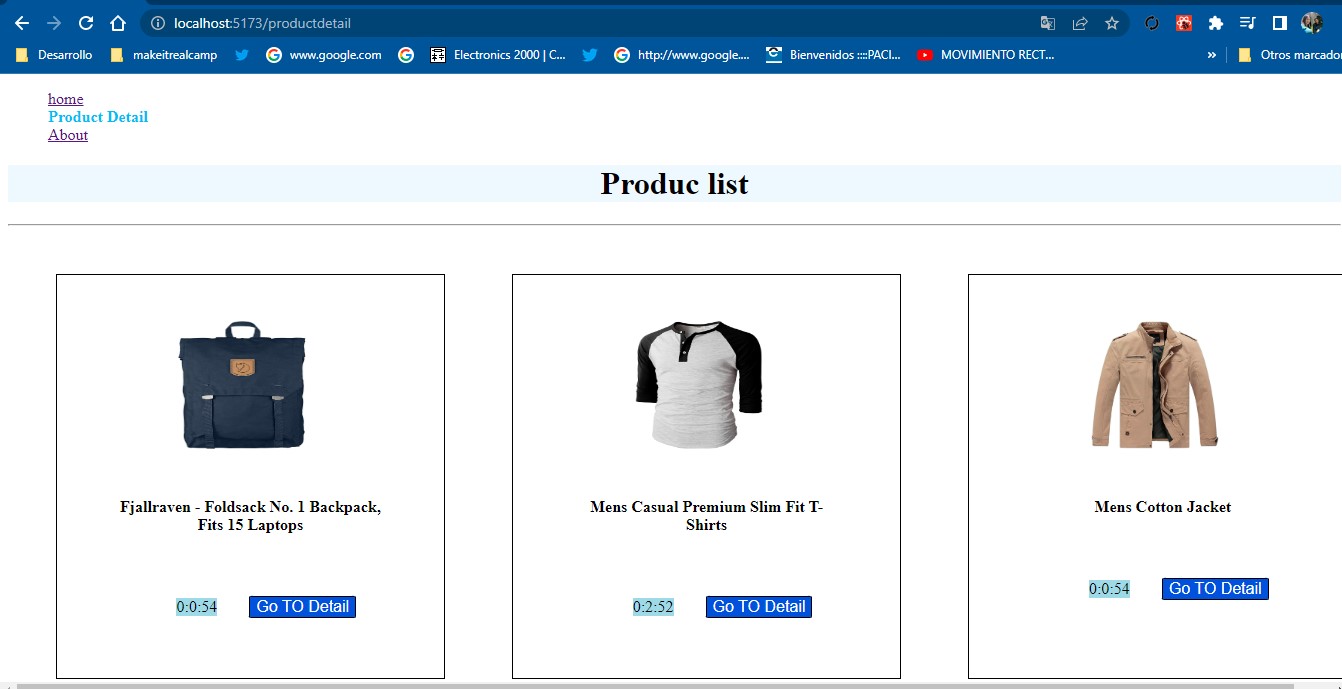 localhost:5173/productdetail
Desarrollo makeitrealcamp www.google.com Electronics 2000 | C... http://www.google.... Bienvenidos ::::PACI... MOVIMIENTO RECT... » Otros marcado
home
Product Detail
About
Produc list
Fjallraven - Foldsack No. 1 Backpack,
Fits 15 Laptops
0:0:54 Go TO Detail
Mens Casual Premium Slim Fit T-
Shirts
0:2:52 Go TO Detail
Mens Cotton Jacket
0:0:54 Go TO Detail